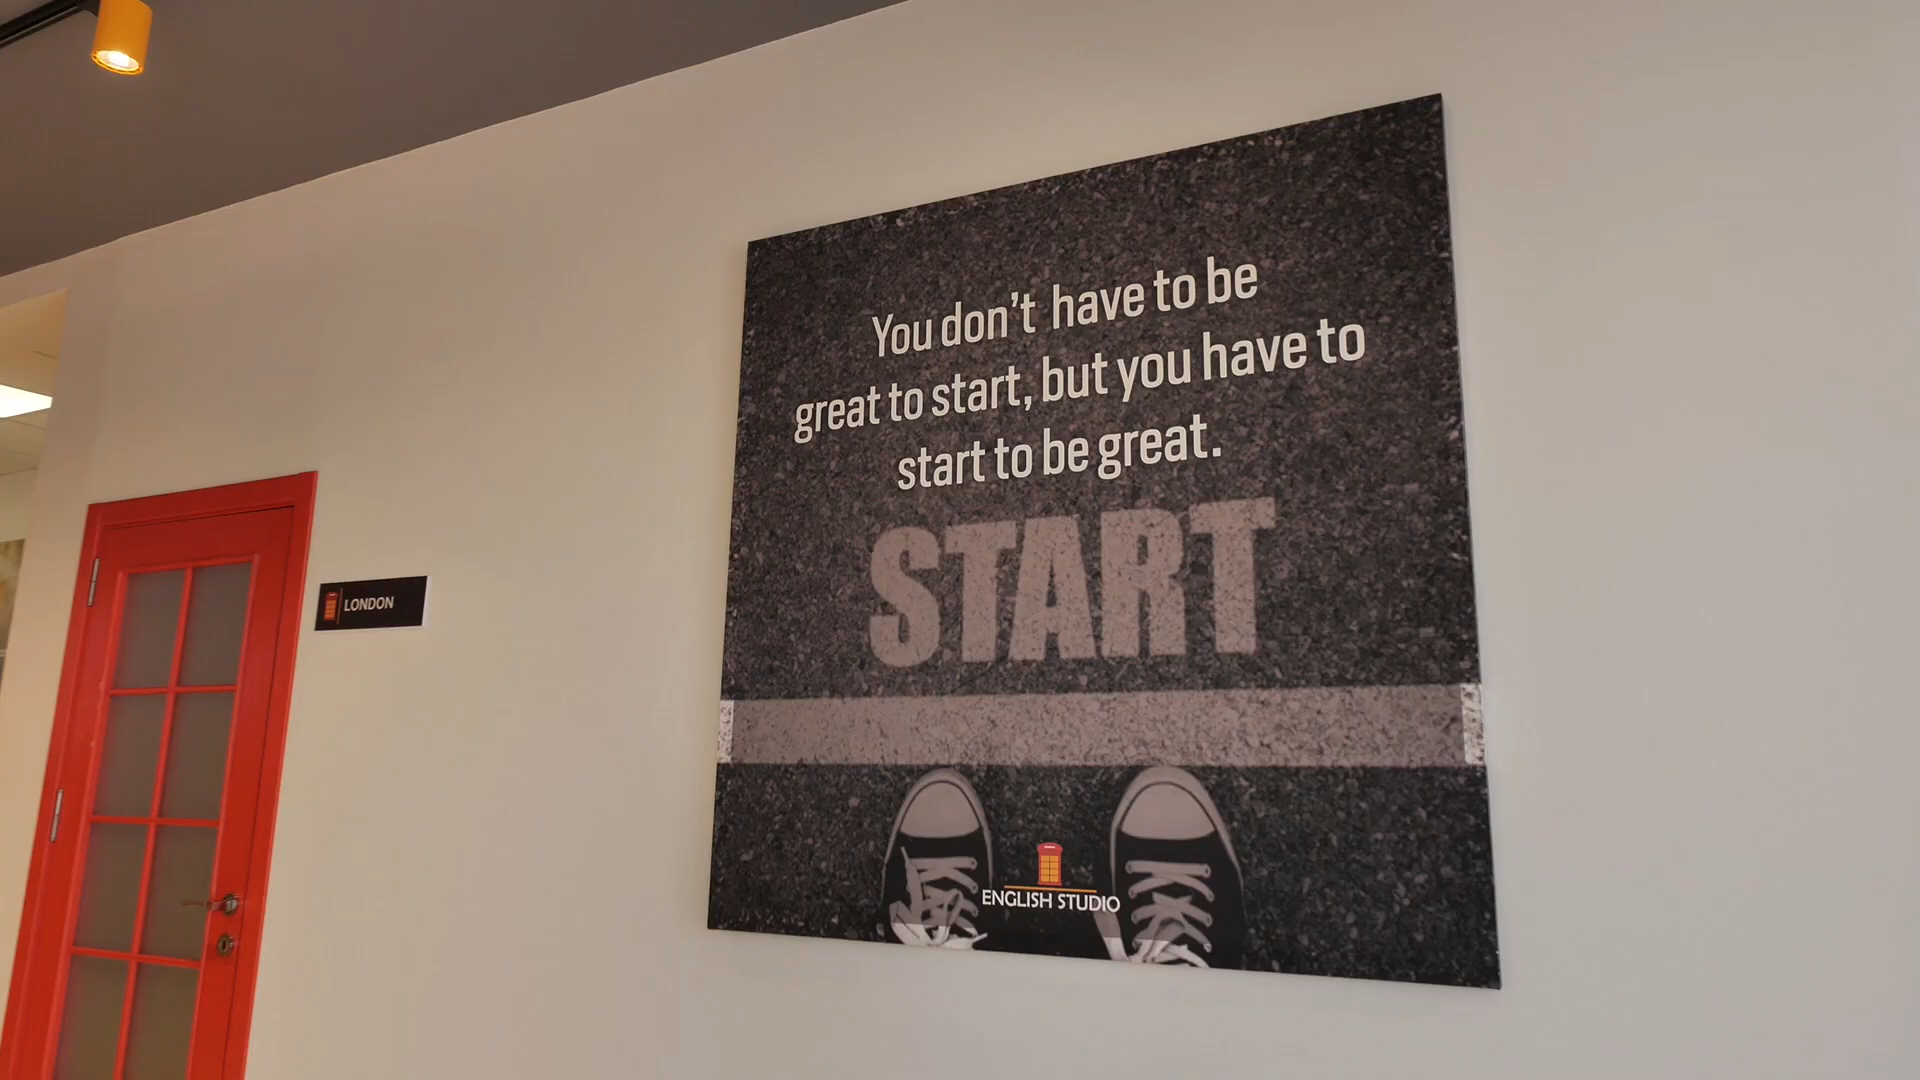 You don't have to be
great to start, but you have to
start to be great.
START
LONDON
ENGLISH STUDIO